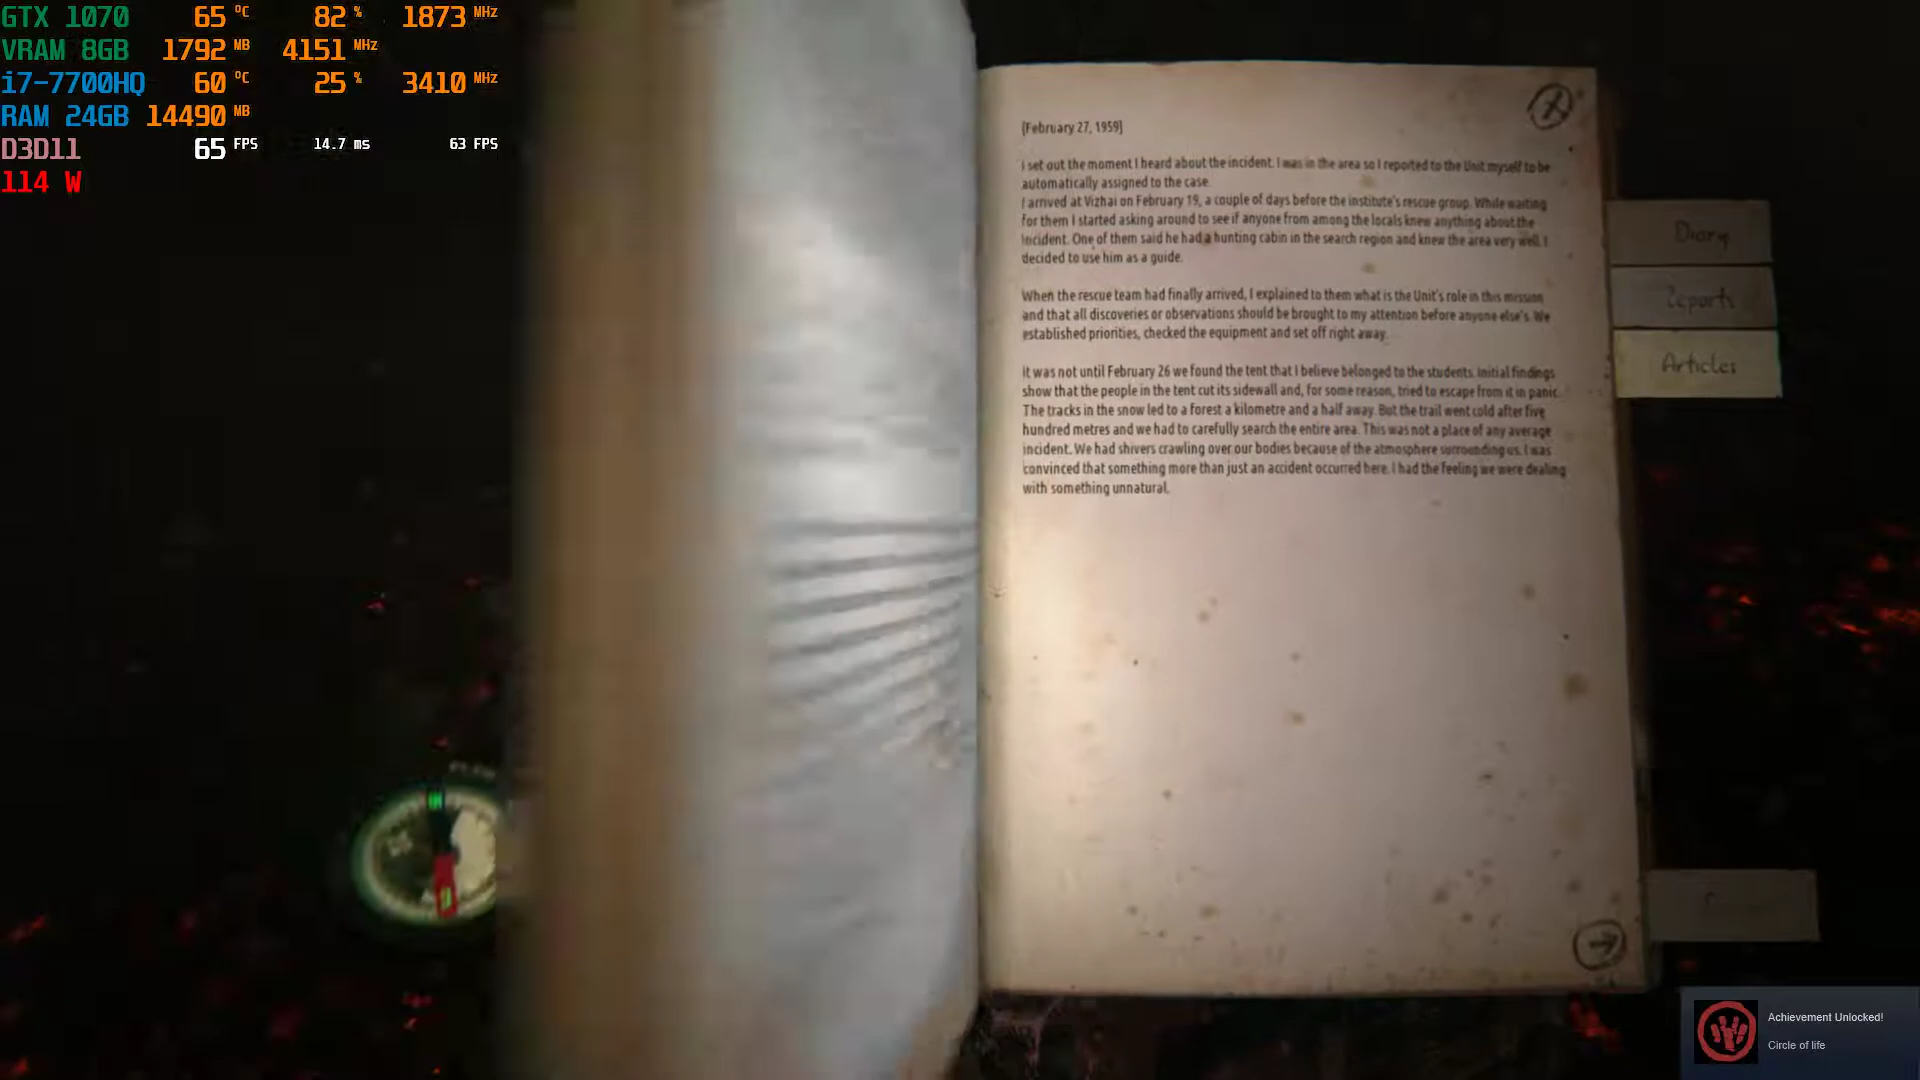 GTX 1070 65 °C 82 % 1873 MHz
VRAM 8GB 1792 MB 4151 MHz
i7-7700HQ 60 °C 25 % 3410 MHz
RAM 24GB 14490 MB
D3D11 65 FPS 14.7 ms 63 FPS
114 W
[February 27, 1959]
I set out the moment I heard about the incident. I was in the area so I reported to the Unit myself to be
automatically assigned to the case.
I arrived at Vizhai on February 19, a couple of days before the institute's rescue group. While waiting
for them I started asking around to see if anyone from among the locals knew anything about the
incident. One of them said he had a hunting cabin in the search region and knew the area very well. I
decided to use him as a guide.
When the rescue team had finally arrived, I explained to them what is the Unit's role in this mission
and that all discoveries or observations should be brought to my attention before anyone else's. We
established priorities, checked the equipment and set off right away.
It was not until February 26 we found the tent that I believe belonged to the students. Initial findings
show that the people in the tent cut its sidewall and, for some reason, tried to escape from it in panic.
The tracks in the snow led to a forest a kilometre and a half away. But the trail went cold after five
hundred metres and we had to carefully search the entire area. This was not a place of any average
incident. We had shivers crawling over our bodies because of the atmosphere surrounding us. I was
convinced that something more than just an accident occurred here. I had the feeling we were dealing
with something unnatural.
Diary
Reports
Articles
Achievement Unlocked!
Circle of life